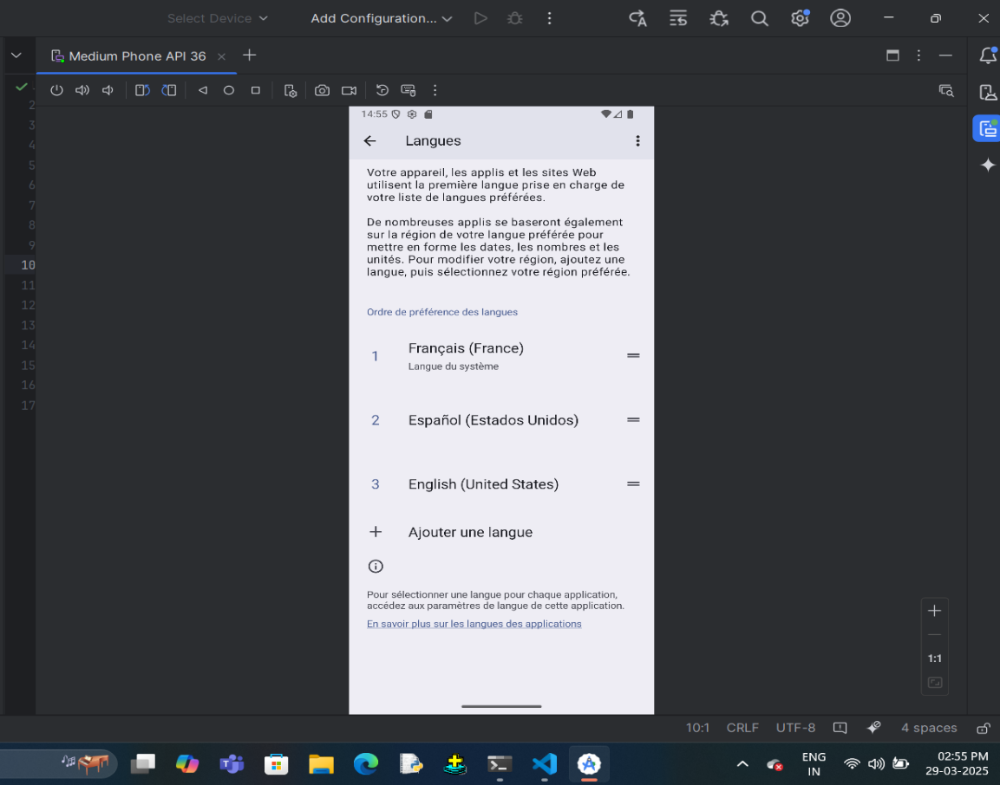 Select Device
Add Configuration...
Medium Phone API 36
2
3
4
5
6
7
8
9
10
11
12
13
14
15
16
17
14:55
Langues
Votre appareil, les applis et les sites Web
utilisent la première langue prise en charge de
votre liste de langues préférées.
De nombreuses applis se baseront également
sur la région de votre langue préférée pour
mettre en forme les dates, les nombres et les
unités. Pour modifier votre région, ajoutez une
langue, puis sélectionnez votre région préférée.
Ordre de préférence des langues
1
Français (France)
Langue du système
2
Español (Estados Unidos)
3
English (United States)
Ajouter une langue
Pour sélectionner une langue pour chaque application,
accédez aux paramètres de langue de cette application.
En savoir plus sur les langues des applications
1:1
10:1 CRLF UTF-8 4 spaces
ENG
IN
02:55 PM
29-03-2025